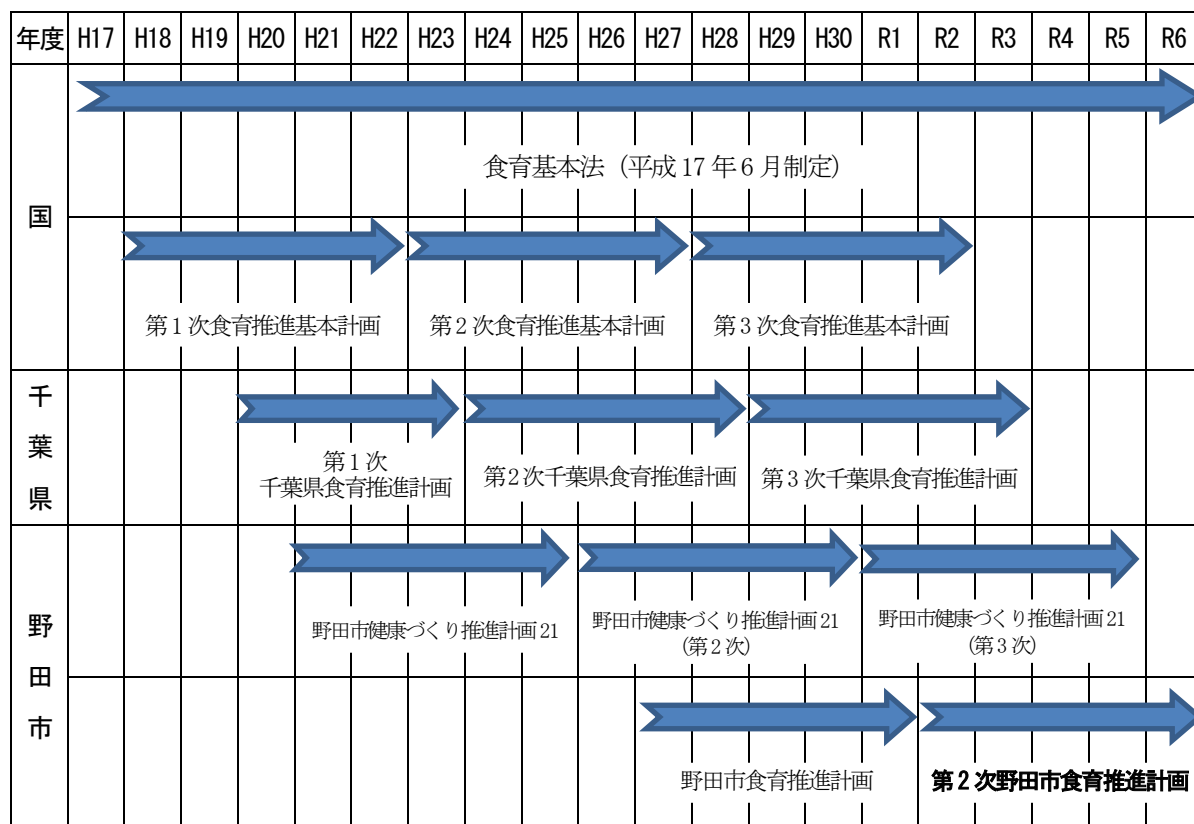 年度 H17 H18 H19 H20 H21 H22 H23 H24 H25 H26 H27 H28 H29 H30 R1 R2 R3 R4 R5 R6
国
食育基本法（平成17年6月制定）
第1次食育推進基本計画 第2次食育推進基本計画 第3次食育推進基本計画
千葉県
第1次
千葉県食育推進計画
第2次千葉県食育推進計画
第3次千葉県食育推進計画
野田市
野田市健康づくり推進計画21
野田市健康づくり推進計画21
(第2次)
野田市健康づくり推進計画21
(第3次)
野田市食育推進計画
第2次野田市食育推進計画